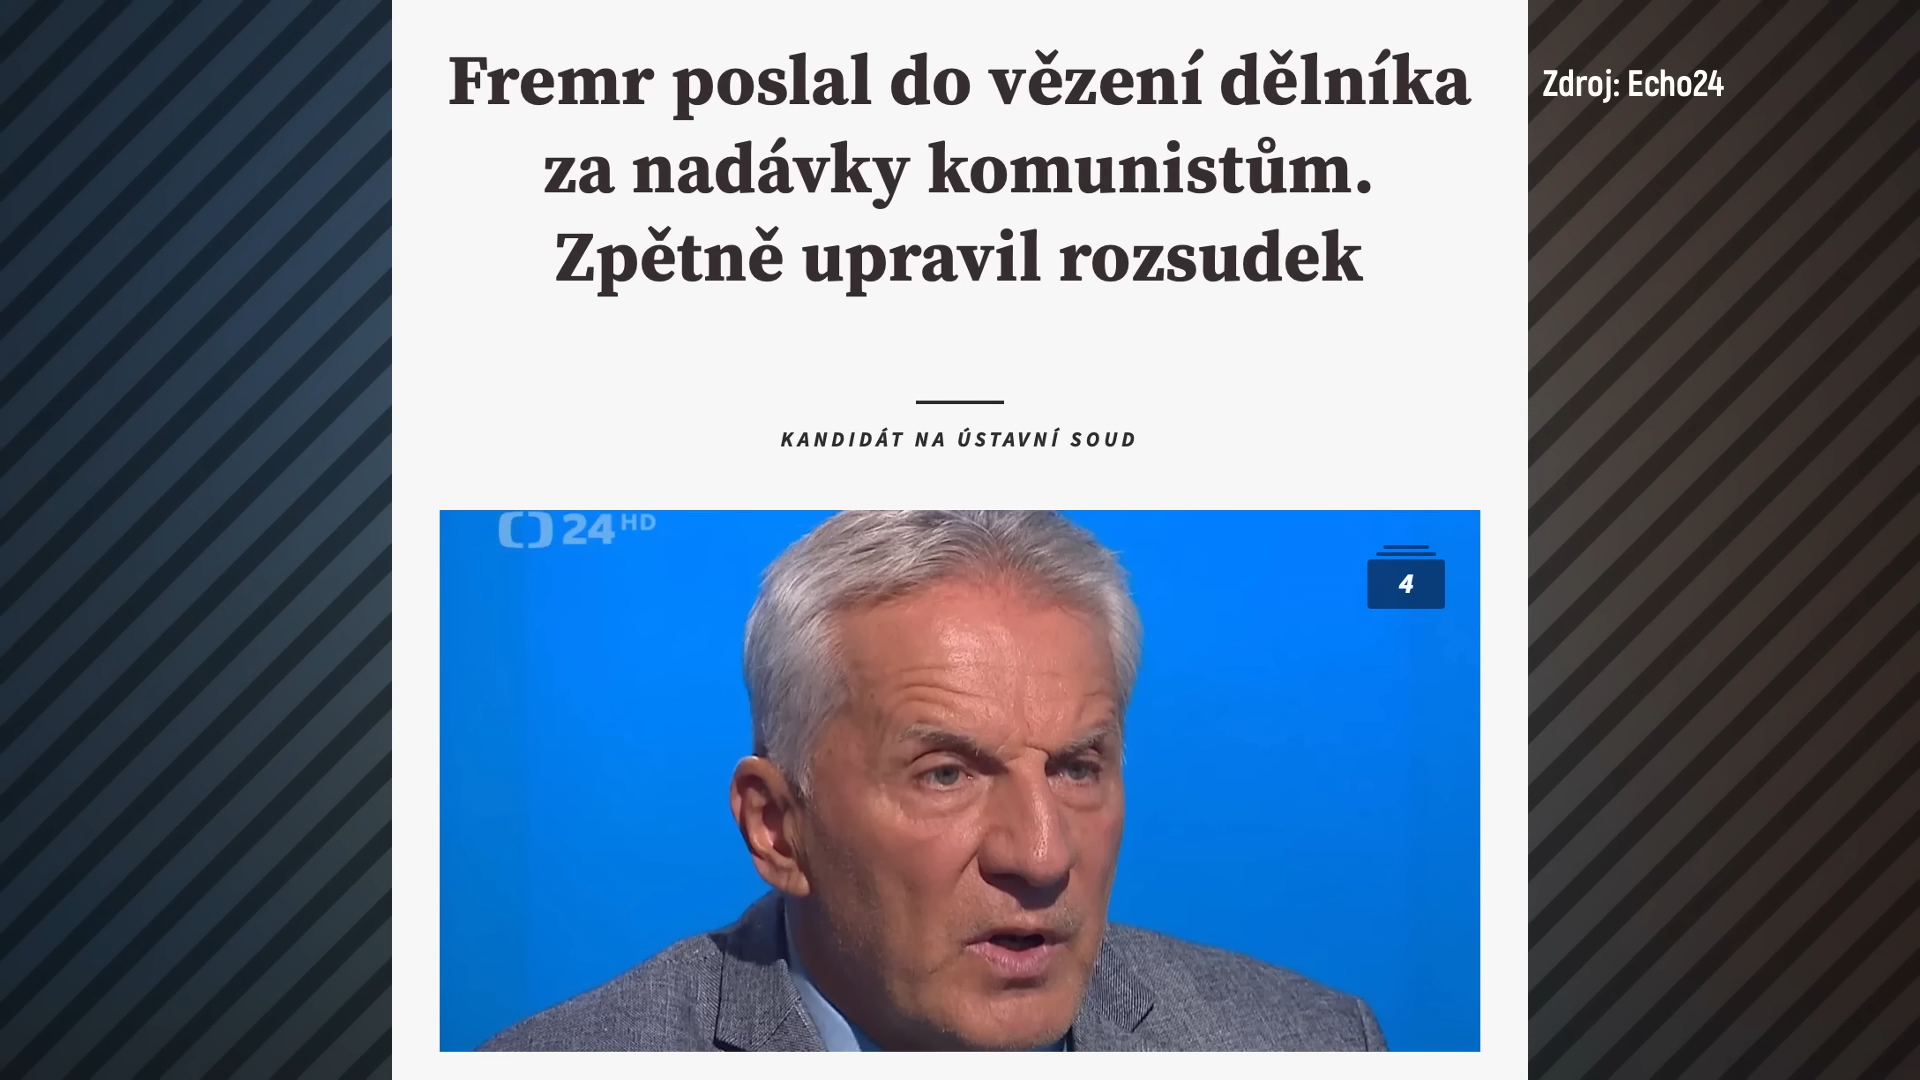 Fremr poslal do vězení dělníka
za nadávky komunistům.
Zpětně upravil rozsudek
Zdroj: Echo24
KANDIDÁT NA ÚSTAVNÍ SOUD
24 HD
4